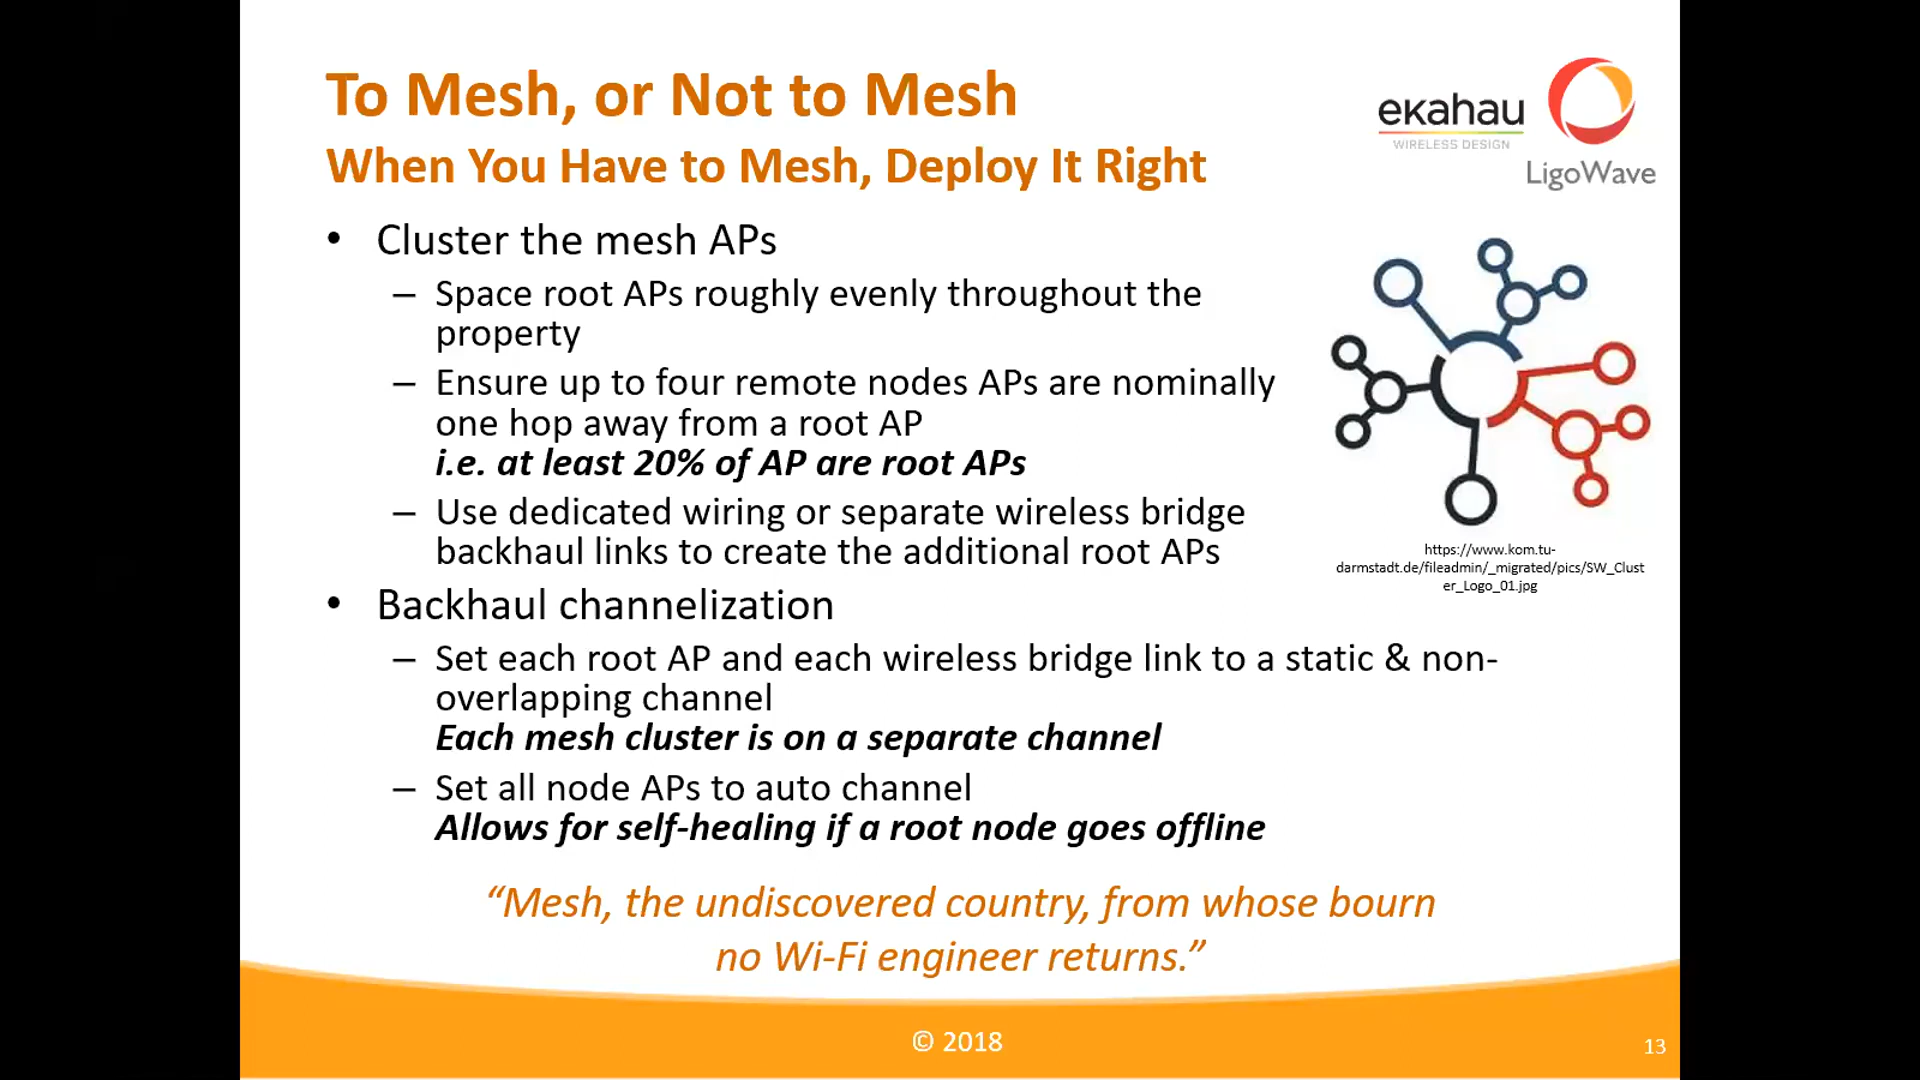 To Mesh, or Not to Mesh
When You Have to Mesh, Deploy It Right
ekahau
WIRELESS DESIGN
LigoWave
• Cluster the mesh APs
– Space root APs roughly evenly throughout the
property
– Ensure up to four remote nodes APs are nominally
one hop away from a root AP
i.e. at least 20% of AP are root APs
– Use dedicated wiring or separate wireless bridge
backhaul links to create the additional root APs
https://www.kom.tu-
darmstadt.de/fileadmin/_migrated/pics/SW_Clust
er_Logo_01.jpg
• Backhaul channelization
– Set each root AP and each wireless bridge link to a static & non-
overlapping channel
Each mesh cluster is on a separate channel
– Set all node APs to auto channel
Allows for self-healing if a root node goes offline
“Mesh, the undiscovered country, from whose bourn
no Wi-Fi engineer returns.”
© 2018
13